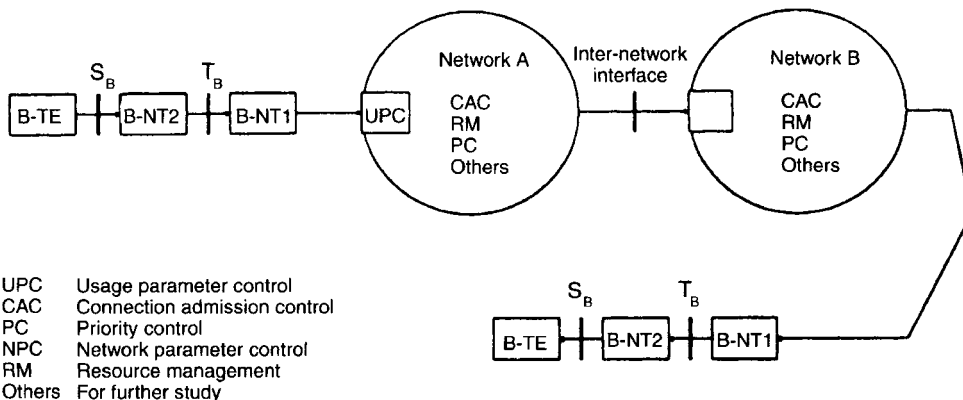 Network A
Inter-network
interface
Network B
S_B
T_B
B-TE
B-NT2
B-NT1
UPC
CAC
RM
PC
Others
CAC
RM
PC
Others
UPC Usage parameter control
CAC Connection admission control
PC Priority control
NPC Network parameter control
RM Resource management
Others For further study
S_B
T_B
B-TE
B-NT2
B-NT1